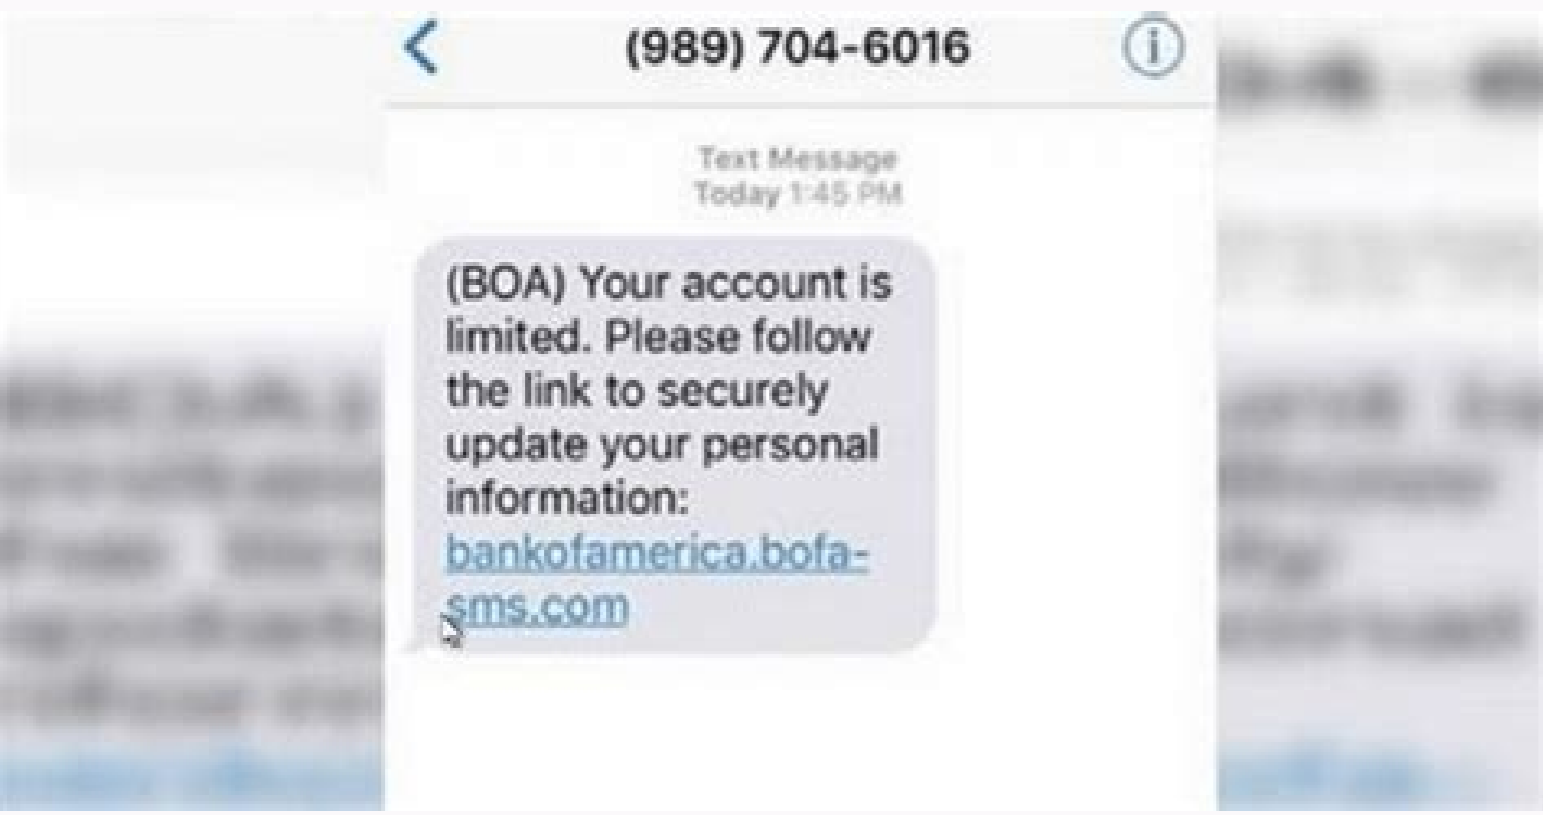 (989) 704-6016
Text Message
Today 1:45 PM
(BOA) Your account is
limited. Please follow
the link to securely
update your personal
information:
bankofamerica.bofa-
sms.com